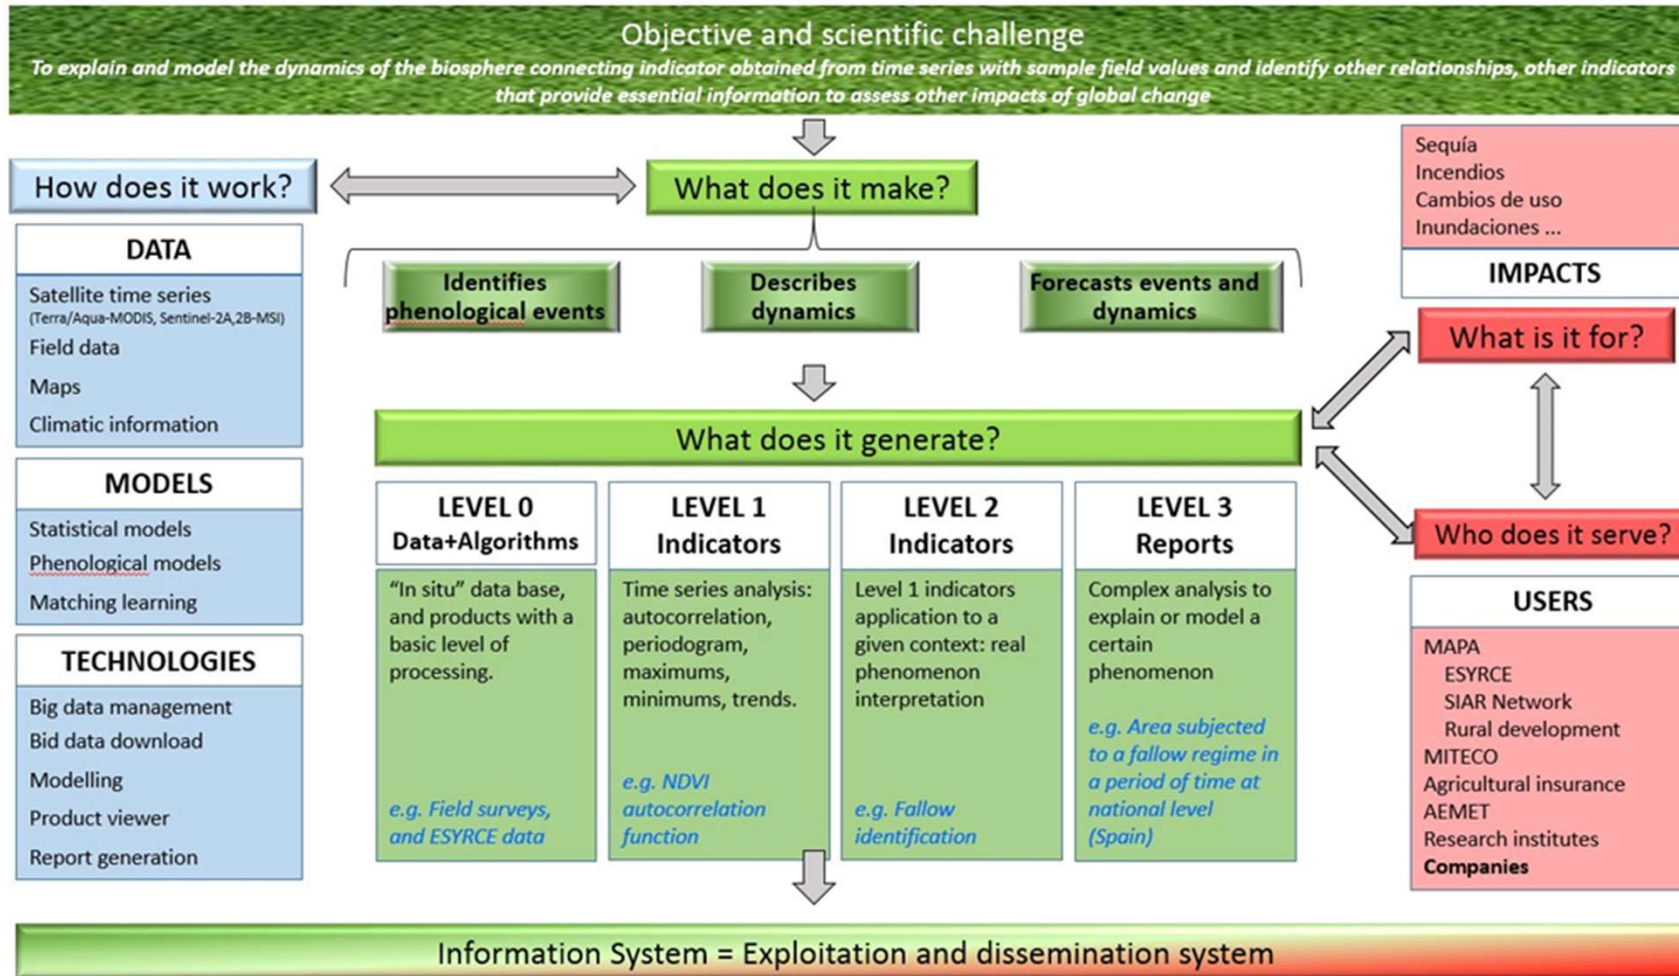 Objective and scientific challenge
To explain and model the dynamics of the biosphere connecting indicator obtained from time series with sample field values and identify other relationships, other indicators
that provide essential information to assess other impacts of global change
How does it work?
DATA
Satellite time series
(Terra/Aqua-MODIS, Sentinel-2A,2B-MSI)
Field data
Maps
Climatic information
MODELS
Statistical models
Phenological models
Matching learning
TECHNOLOGIES
Big data management
Bid data download
Modelling
Product viewer
Report generation
What does it make?
Identifies
phenological events
Describes
dynamics
Forecasts events and
dynamics
What does it generate?
LEVEL 0
Data+Algorithms
“In situ” data base,
and products with a
basic level of
processing.
e.g. Field surveys,
and ESYRCE data
LEVEL 1
Indicators
Time series analysis:
autocorrelation,
periodogram,
maximums,
minimums, trends.
e.g. NDVI
autocorrelation
function
LEVEL 2
Indicators
Level 1 indicators
application to a
given context: real
phenomenon
interpretation
e.g. Fallow
identification
LEVEL 3
Reports
Complex analysis to
explain or model a
certain
phenomenon
e.g. Area subjected
to a fallow regime in
a period of time at
national level
(Spain)
Sequía
Incendios
Cambios de uso
Inundaciones ...
IMPACTS
What is it for?
Who does it serve?
USERS
MAPA
ESYRCE
SIAR Network
Rural development
MITECO
Agricultural insurance
AEMET
Research institutes
Companies
Information System = Exploitation and dissemination system